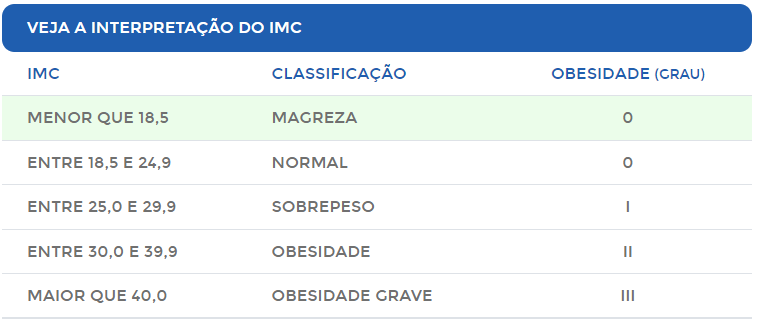 VEJA A INTERPRETAÇÃO DO IMC
IMC CLASSIFICAÇÃO OBESIDADE (GRAU)
MENOR QUE 18,5 MAGREZA 0
ENTRE 18,5 E 24,9 NORMAL 0
ENTRE 25,0 E 29,9 SOBREPESO I
ENTRE 30,0 E 39,9 OBESIDADE II
MAIOR QUE 40,0 OBESIDADE GRAVE III